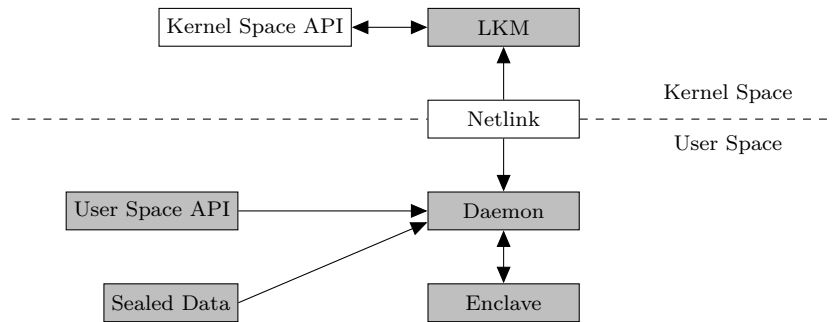 Kernel Space API
LKM
Kernel Space
Netlink
User Space
User Space API
Daemon
Sealed Data
Enclave